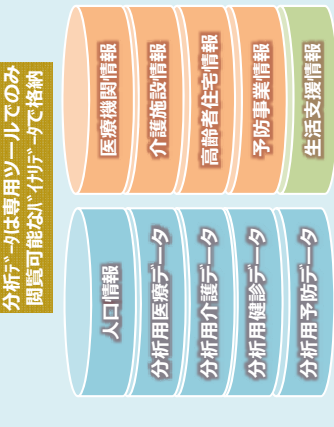 分析ﾃﾞｰﾀは専用ツールでのみ
閲覧可能なﾊﾞｲﾅﾘﾃﾞｰﾀで格納
医療機関情報
介護施設情報
高齢者住宅情報
予防事業情報
生活支援情報
人口情報
分析用医療データ
分析用介護データ
分析用健診データ
分析用予防データ